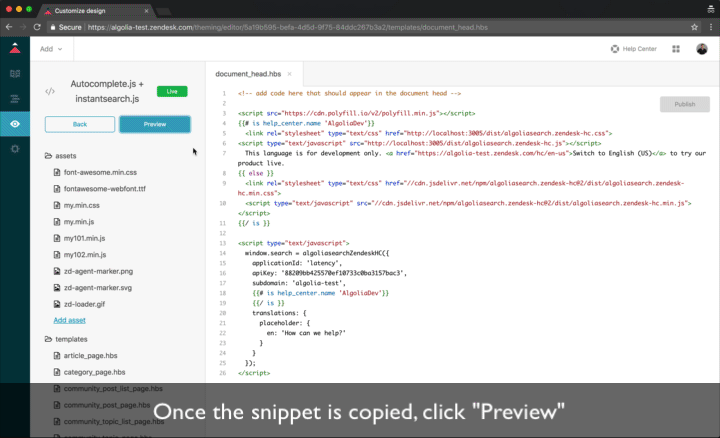 Customize design
Secure
https://algolia-test.zendesk.com/theming/editor/5a19b595-befa-4d5d-9f75-84ddc267b3a2/templates/document_head.hbs
Add
Help Center
Autocomplete.js +
instantsearch.js
Live
Back
Preview
assets
font-awesome.min.css
fontawesome-webfont.ttf
my.min.css
my.min.js
my101.min.js
my102.min.js
zd-agent-marker.png
zd-agent-marker.svg
zd-loader.gif
Add asset
templates
article_page.hbs
category_page.hbs
community_post_list_page.hbs
community_post_page.hbs
community_topic_list_page.hbs
document_head.hbs
Publish
1 <!-- add code here that should appear in the document head -->
2
3 <script src="https://cdn.polyfill.io/v2/polyfill.min.js"></script>
4 {{# is help_center.name 'AlgoliaDev'}}
5 <link rel="stylesheet" type="text/css" href="http://localhost:3005/dist/algoliasearch.zendesk-hc.css">
6 <script type="text/javascript" src="http://localhost:3005/dist/algoliasearch.zendesk-hc.js"></script>
7 This language is for development only. <a href="https://algolia-test.zendesk.com/hc/en-us">Switch to English (US)</a> to try our
product live.
8 {{ else }}
9 <link rel="stylesheet" type="text/css" href="//cdn.jsdelivr.net/npm/algoliasearch.zendesk-hc@2/dist/algoliasearch.zendesk-
hc.min.css">
10 <script type="text/javascript" src="//cdn.jsdelivr.net/npm/algoliasearch.zendesk-hc@2/dist/algoliasearch.zendesk-hc.min.js">
</script>
11 {{/ is }}
12
13 <script type="text/javascript">
14 window.search = algoliasearchZendeskHC({
15 applicationId: 'latency',
16 apiKey: '88209bb425570ef10733c0ba3157bac3',
17 subdomain: 'algolia-test',
18 {{# is help_center.name 'AlgoliaDev'}}
19 {{/ is }}
20 translations: {
21 placeholder: {
22 en: 'How can we help?'
23 }
24 }
25 });
26 </script>
Once the snippet is copied, click "Preview"